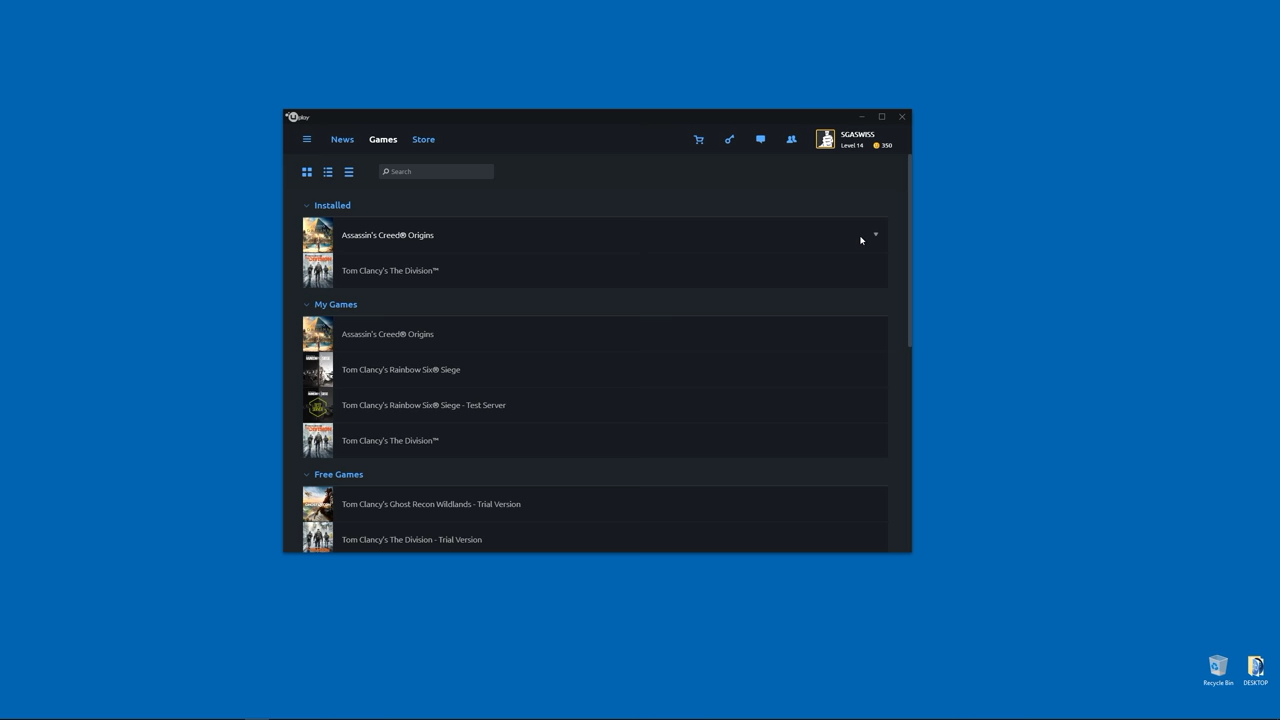 Uplay
News Games Store
SGASWISS
Level 14 350
Search
Installed
Assassin's Creed® Origins
Tom Clancy's The Division™
My Games
Assassin's Creed® Origins
Tom Clancy's Rainbow Six® Siege
Tom Clancy's Rainbow Six® Siege - Test Server
Tom Clancy's The Division™
Free Games
Tom Clancy's Ghost Recon Wildlands - Trial Version
Tom Clancy's The Division - Trial Version
Recycle Bin DESKTOP